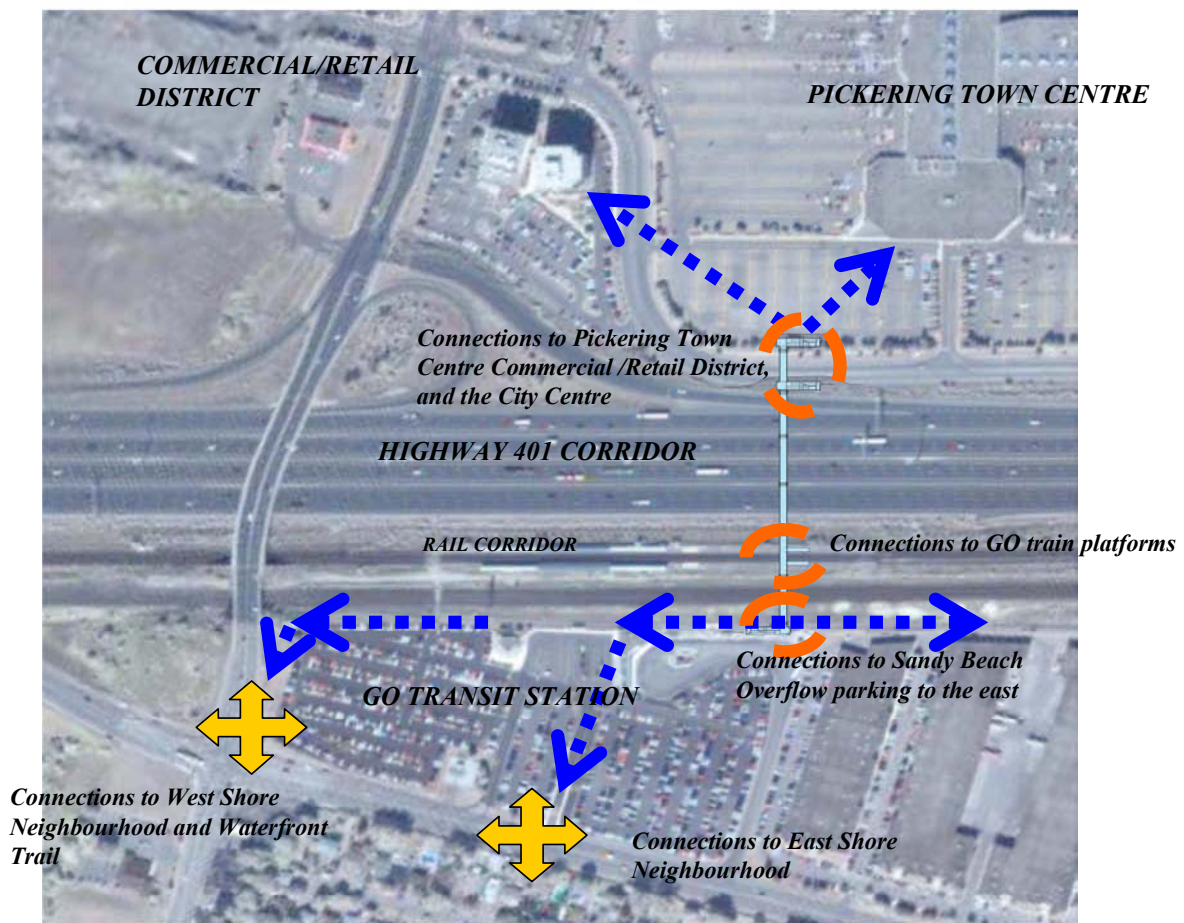 COMMERCIAL/RETAIL
DISTRICT
PICKERING TOWN CENTRE
Connections to Pickering Town
Centre Commercial /Retail District,
and the City Centre
HIGHWAY 401 CORRIDOR
RAIL CORRIDOR
Connections to GO train platforms
Connections to Sandy Beach
Overflow parking to the east
GO TRANSIT STATION
Connections to West Shore
Neighbourhood and Waterfront
Trail
Connections to East Shore
Neighbourhood